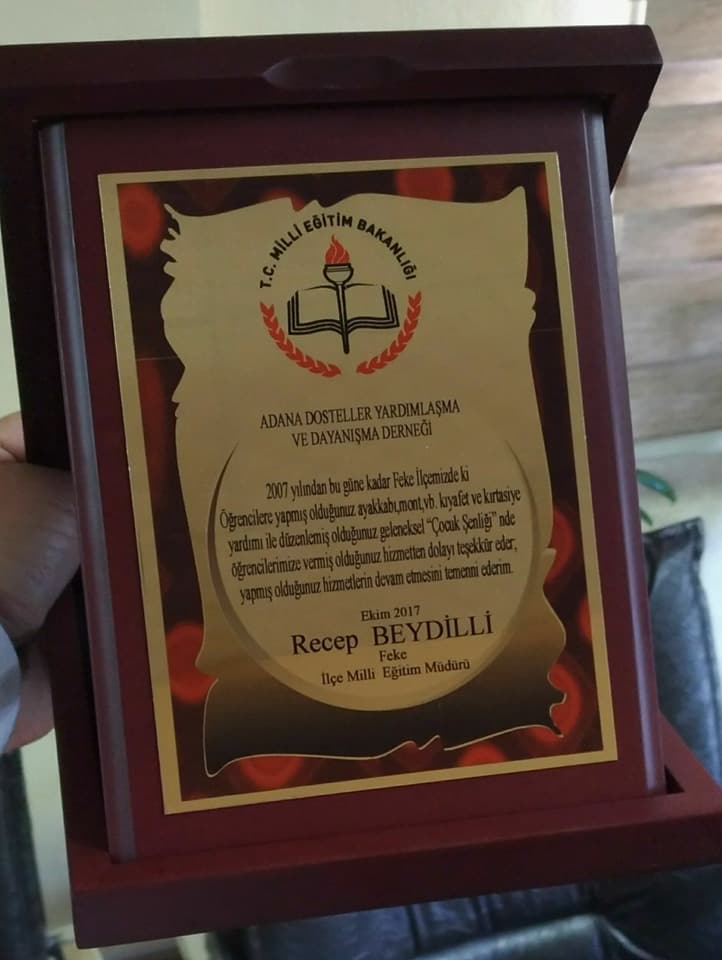 T.C. MİLLİ EĞİTİM BAKANLIĞI
ADANA DOSTELLER YARDIMLAŞMA
VE DAYANIŞMA DERNEĞİ
2007 yılından bu güne kadar Feke İlçemizde ki
Öğrencilere yapmış olduğunuz ayakkabı,mont,vb. kıyafet ve kırtasiye
yardımı ile düzenlemiş olduğunuz geleneksel “Çocuk Şenliği” nde
öğrencilerimize vermiş olduğunuz hizmetten dolayı teşekkür eder,
yapmış olduğunuz hizmetlerin devam etmesini temenni ederim.
Ekim 2017
Recep BEYDİLLİ
Feke
İlçe Milli Eğitim Müdürü